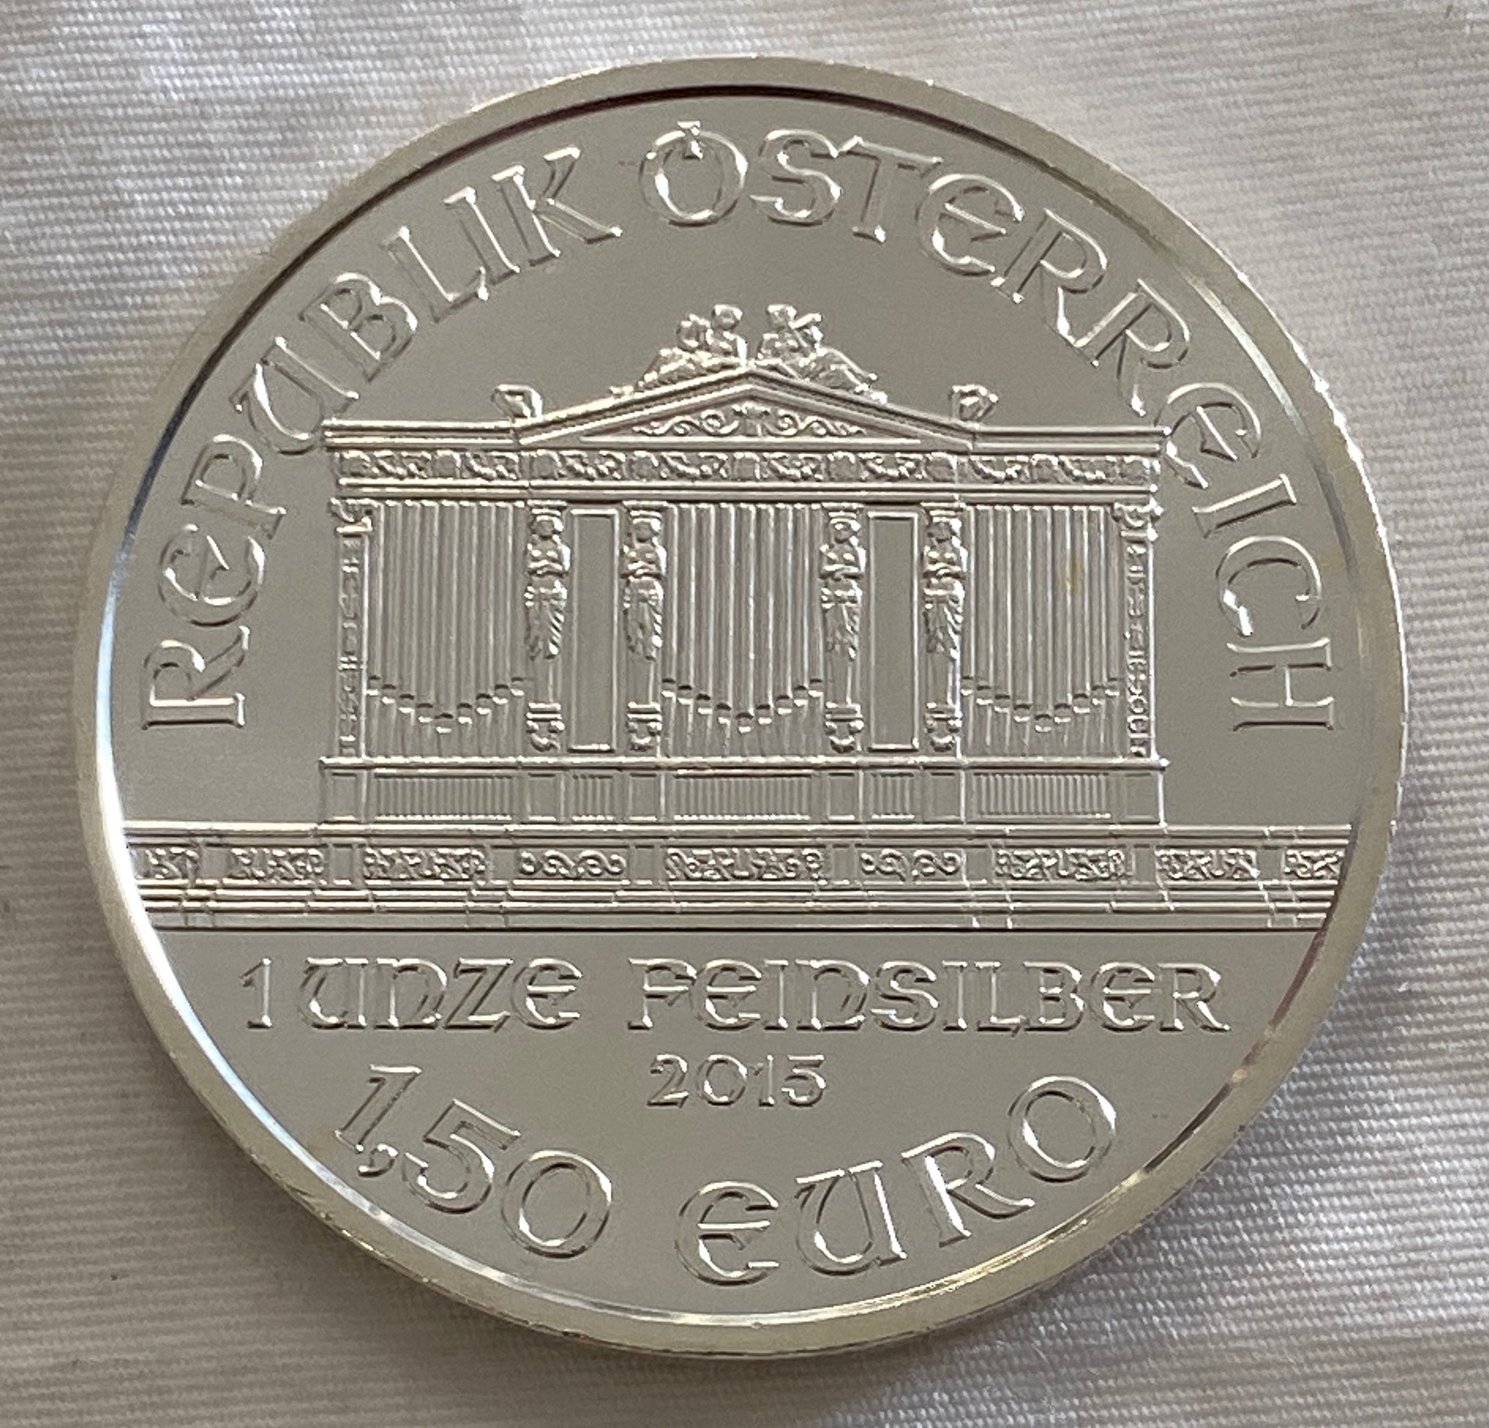 REPUBLIK ÖSTERREICH
1 UNZE FEINSILBER
2015
1,50 EURO